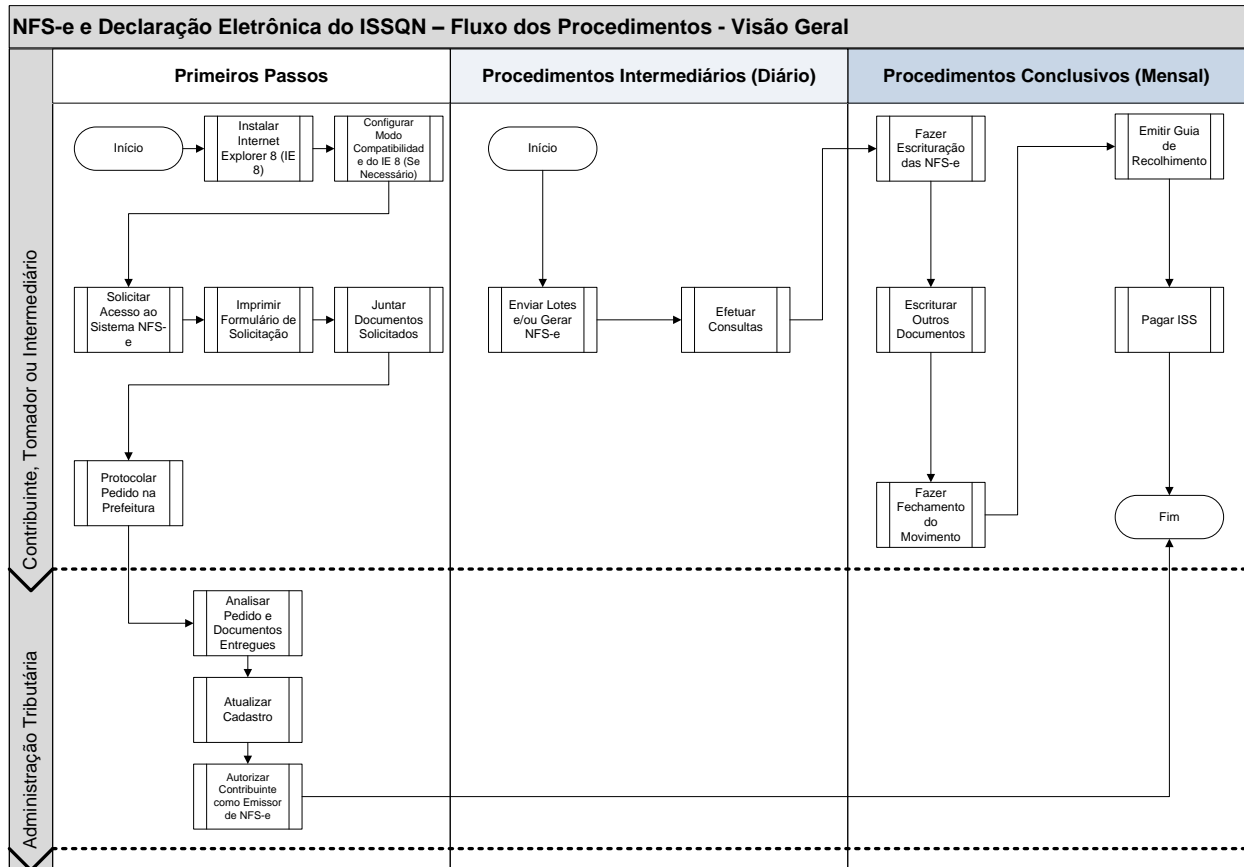 NFS-e e Declaração Eletrônica do ISSQN – Fluxo dos Procedimentos - Visão Geral
Primeiros Passos
Procedimentos Intermediários (Diário)
Procedimentos Conclusivos (Mensal)
Contribuinte, Tomador ou Intermediário
Início
Instalar
Internet
Explorer 8 (IE
8)
Configurar
Modo
Compatibilidad
e do IE 8 (Se
Necessário)
Solicitar
Acesso ao
Sistema NFS-
e
Imprimir
Formulário de
Solicitação
Juntar
Documentos
Solicitados
Protocolar
Pedido na
Prefeitura
Início
Enviar Lotes
e/ou Gerar
NFS-e
Efetuar
Consultas
Fazer
Escrituração
das NFS-e
Escriturar
Outros
Documentos
Fazer
Fechamento
do
Movimento
Emitir Guia
de
Recolhimento
Pagar ISS
Fim
Administração Tributária
Analisar
Pedido e
Documentos
Entregues
Atualizar
Cadastro
Autorizar
Contribuinte
como Emissor
de NFS-e